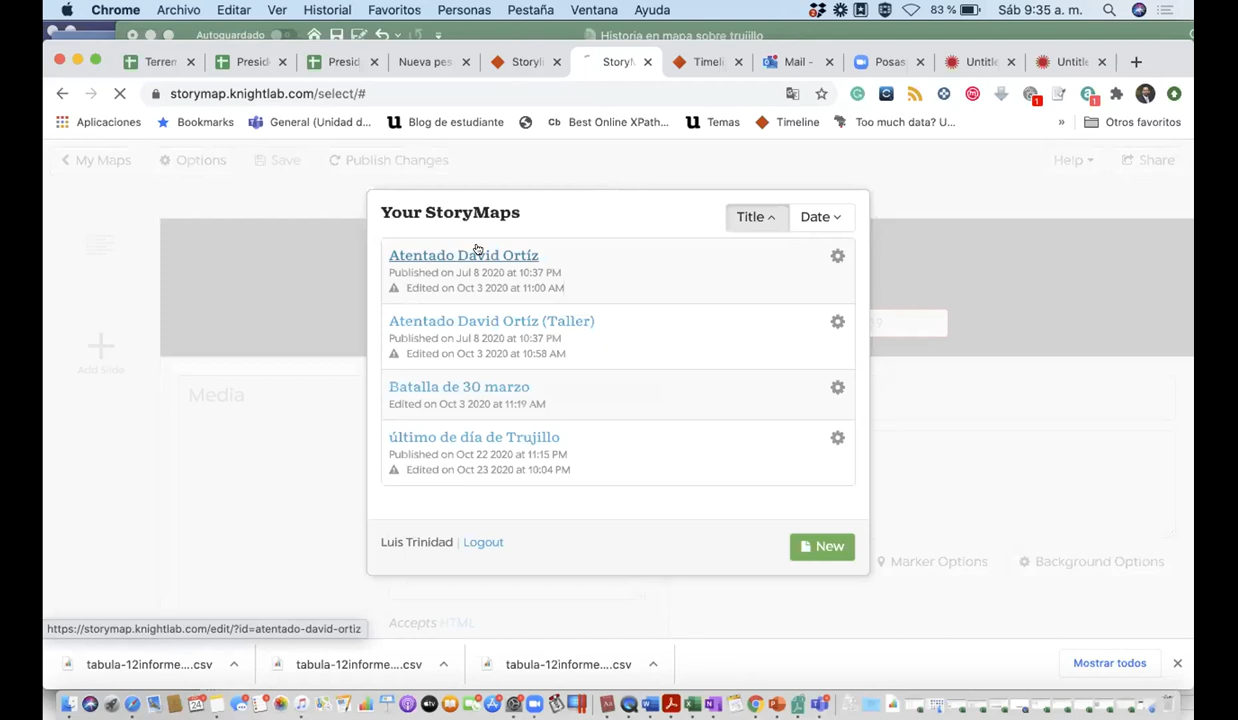 Chrome Archivo Editar Ver Historial Favoritos Personas Pestaña Ventana Ayuda 83 % Sáb 9:35 a. m.
Autoguardado Historia en mapa sobre trujillo
Terren Presid Presid Nueva pes Storyli StoryM Timeli Mail - Posas Untitle Untitle
storymap.knightlab.com/select/#
Aplicaciones Bookmarks General (Unidad d... Blog de estudiante Cb Best Online XPath... Temas Timeline Too much data? U... » Otros favoritos
My Maps Options Save Publish Changes Help Share
Your StoryMaps Title Date
Atentado David Ortíz
Published on Jul 8 2020 at 10:37 PM
Edited on Oct 3 2020 at 11:00 AM
Atentado David Ortíz (Taller)
Published on Jul 8 2020 at 10:37 PM
Edited on Oct 3 2020 at 10:58 AM
Add Slide
Media
Batalla de 30 marzo
Edited on Oct 3 2020 at 11:19 AM
último de día de Trujillo
Published on Oct 22 2020 at 11:15 PM
Edited on Oct 23 2020 at 10:04 PM
Luis Trinidad | Logout New
Marker Options Background Options
Accepts HTML
https://storymap.knightlab.com/edit/?id=atentado-david-ortiz
tabula-12informe....csv tabula-12informe....csv tabula-12informe....csv Mostrar todos